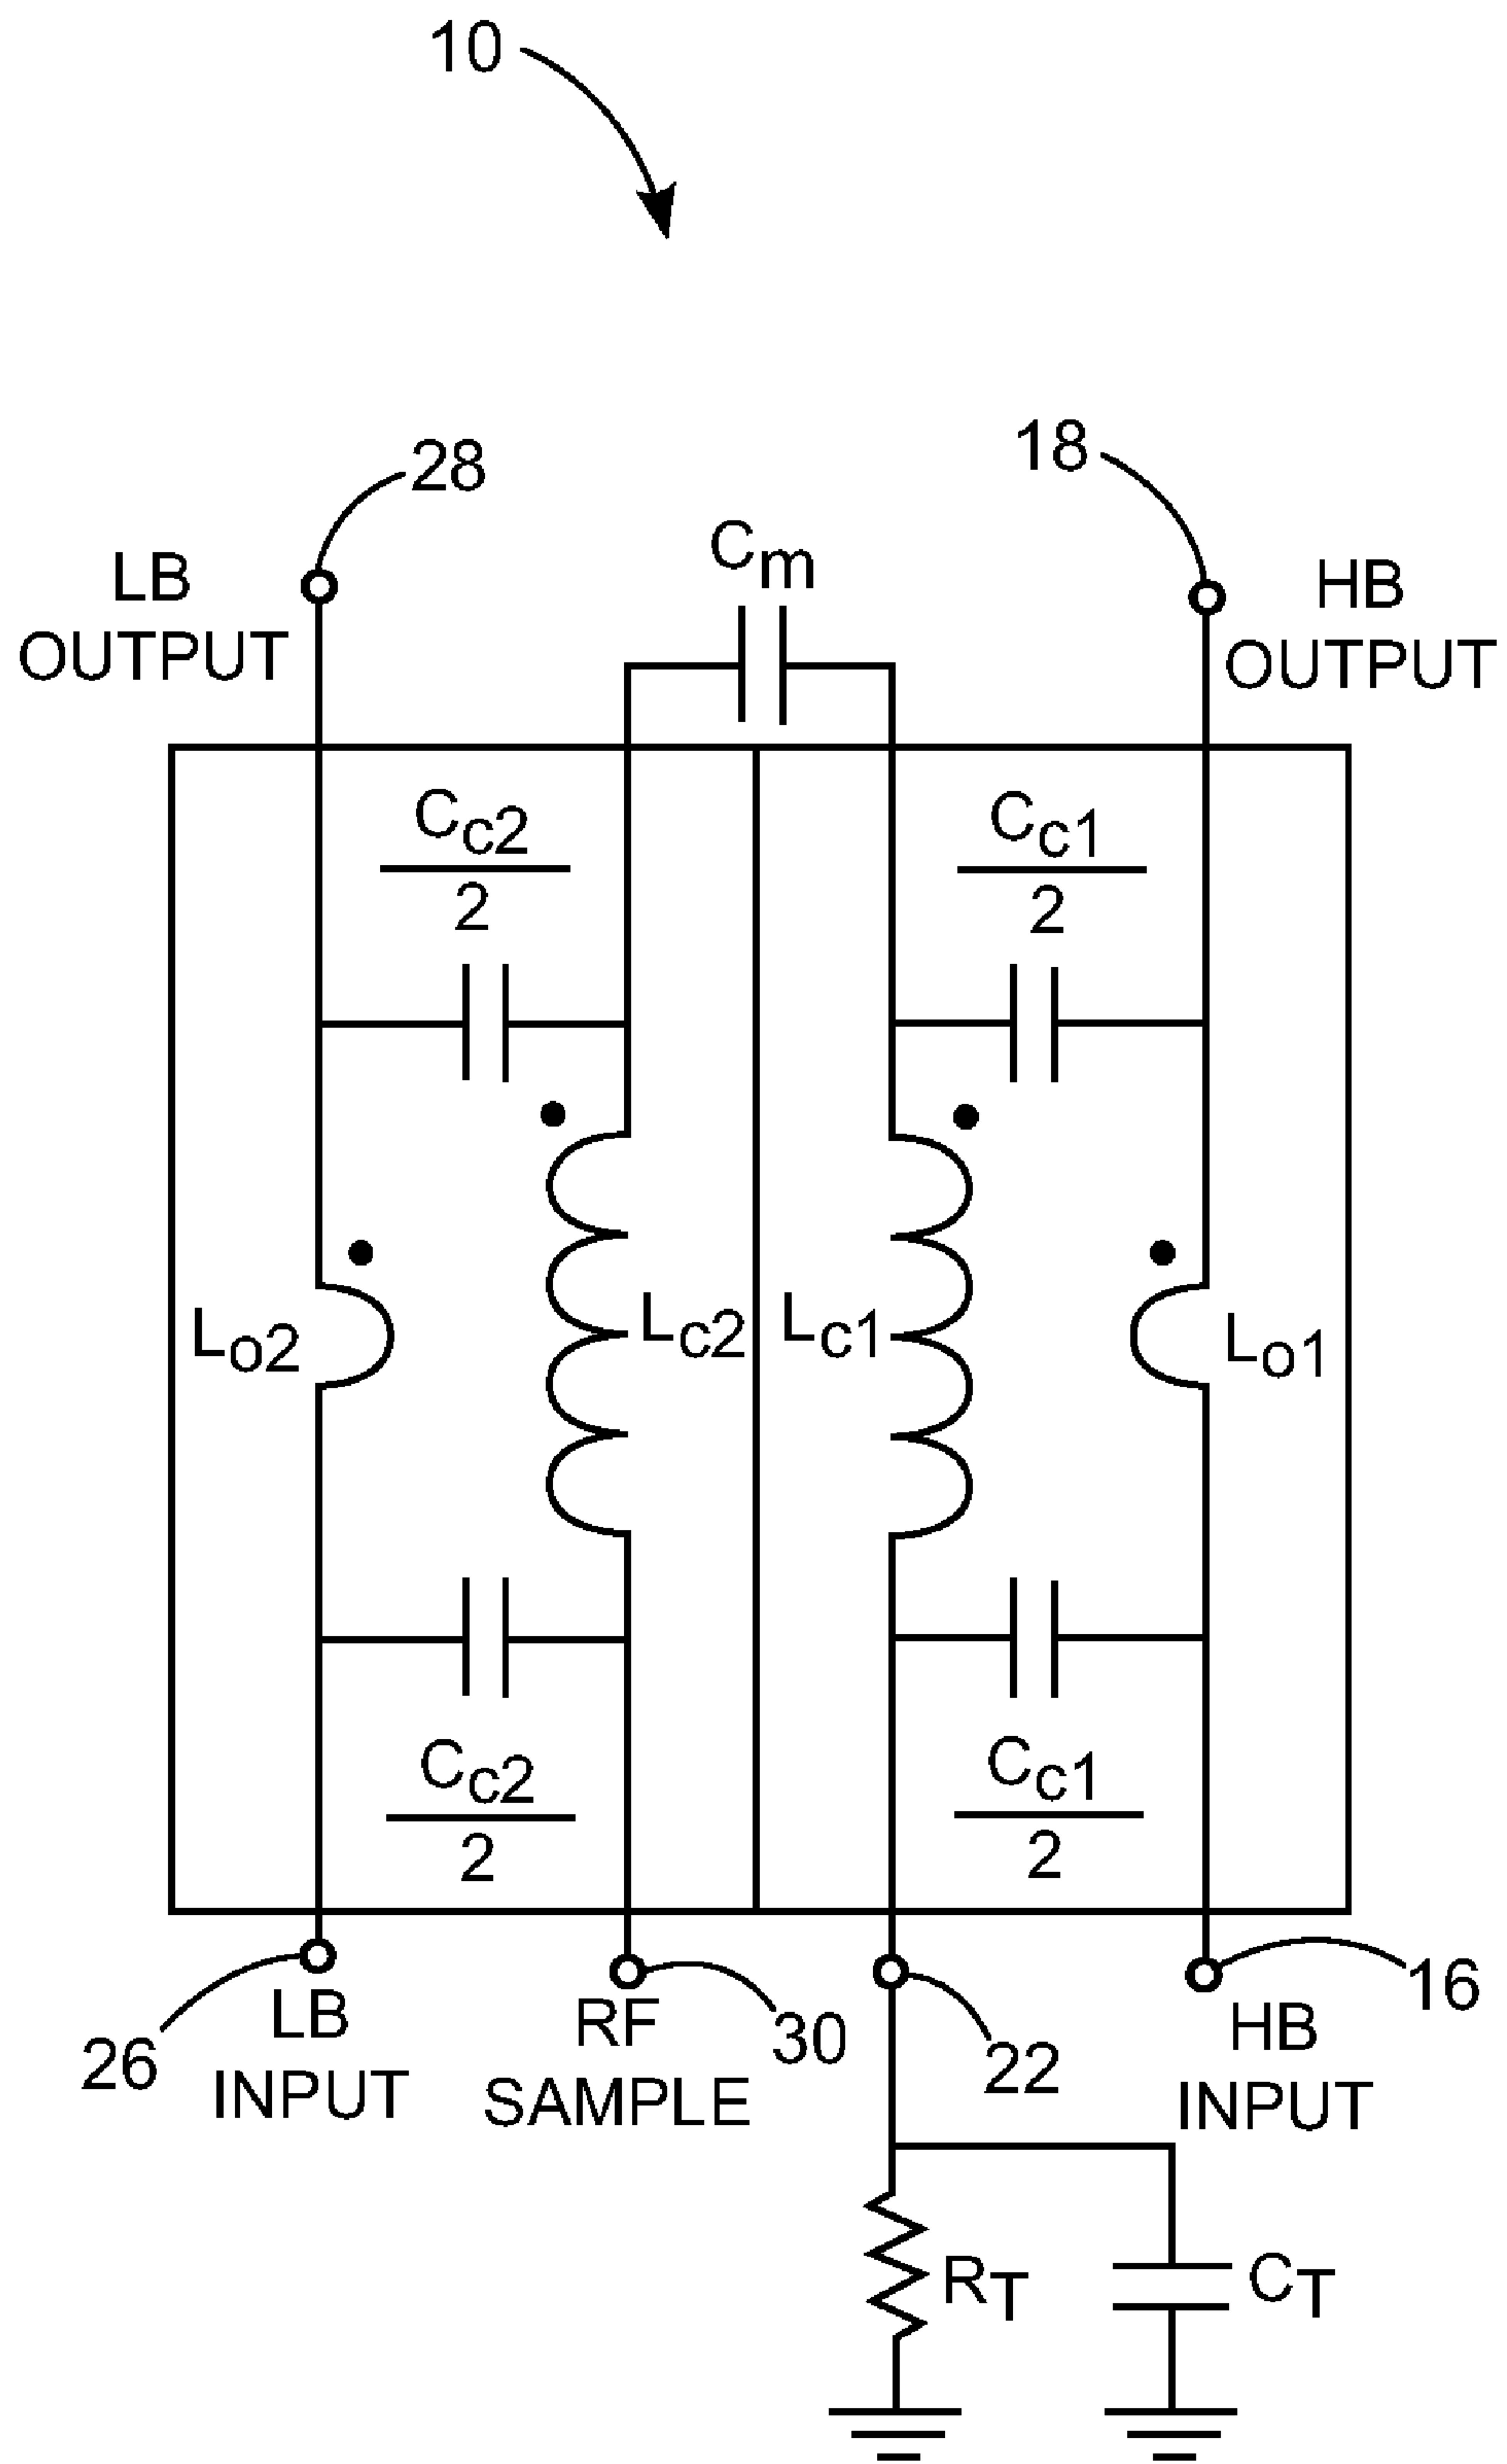 10
28
18
Cm
LB
OUTPUT
HB
OUTPUT
Cc2
2
Cc1
2
Lo2
Lc2
Lc1
Lo1
Cc2
2
Cc1
2
26
LB
INPUT
RF
SAMPLE
30
22
HB
INPUT
16
RT
CT